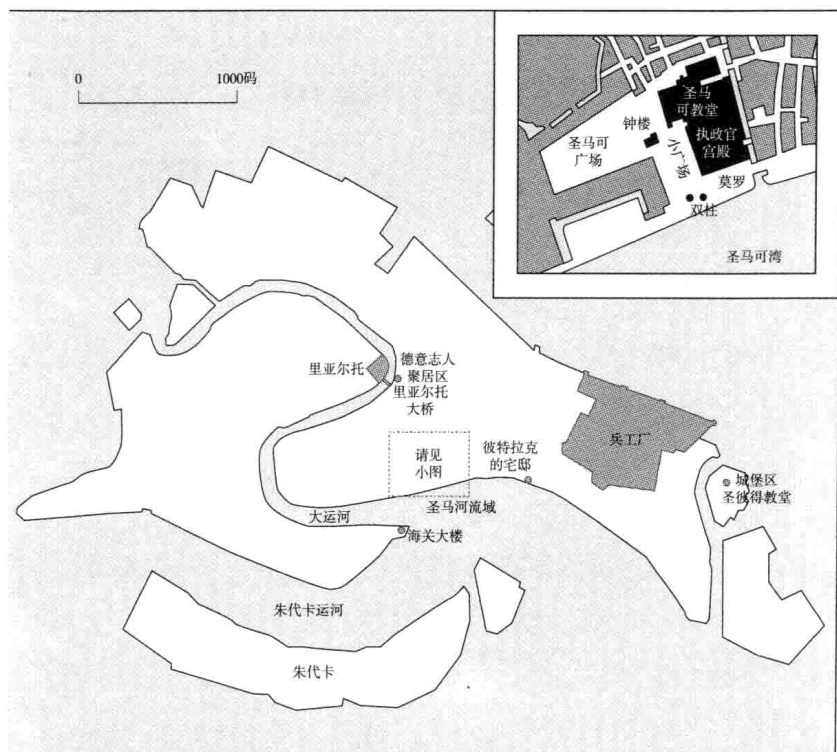 0 1000码
圣马
可教堂
钟楼
执政官
宫殿
圣马可
广场
小广场
莫罗
双柱
圣马可湾
里亚尔托
德意志人
聚居区
里亚尔托
大桥
请见
小图
彼特拉克
的宅邸
兵工厂
城堡区
圣彼得教堂
大运河
圣马河流域
海关大楼
朱代卡运河
朱代卡